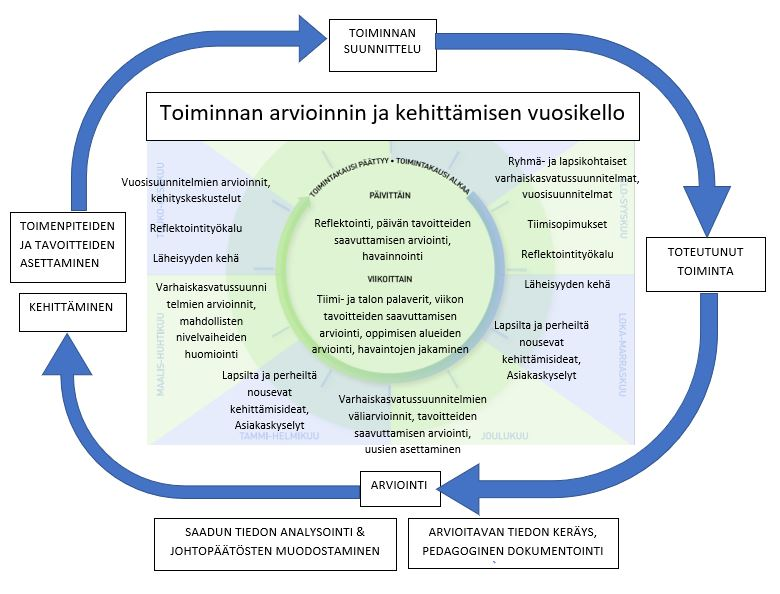 TOIMINNAN
SUUNNITTELU
Toiminnan arvioinnin ja kehittämisen vuosikello
TOIMINTAKAUSI PÄÄTTYY • TOIMINTAKAUSI ALKAA
PÄIVITTÄIN
Reflektointi, päivän tavoitteiden
saavuttamisen arviointi,
havainnointi
VIIKOITTAIN
Tiimi- ja talon palaverit, viikon
tavoitteiden saavuttamisen
arviointi, oppimisen alueiden
arviointi, havaintojen jakaminen
Ryhmä- ja lapsikohtaiset
varhaiskasvatussuunnitelmat,
vuosisuunnitelmat
Tiimisopimukset
Reflektointityökalu
Läheisyyden kehä
LO-SYYSKUU
Lapsilta ja perheiltä
nousevat
kehittämisideat,
Asiakaskyselyt
LOKA-MARRASKUU
Varhaiskasvatussuunnitelmien
väliarvioinnit, tavoitteiden
saavuttamisen arviointi,
uusien asettaminen
JOULUKUU
Lapsilta ja perheiltä
nousevat
kehittämisideat,
Asiakaskyselyt
TAMMI-HELMIKUU
Varhaiskasvatussuunni
telmien arvioinnit,
mahdollisten
nivelvaiheiden
huomiointi
MAALIS-HUHTIKUU
Vuosisuunnitelmien arvioinnit,
kehityskeskustelut
Reflektointityökalu
Läheisyyden kehä
TOTEUTUNUT
TOIMINTA
ARVIOINTI
SAADUN TIEDON ANALYSOINTI &
JOHTOPÄÄTÖSTEN MUODOSTAMINEN
ARVIOITAVAN TIEDON KERÄYS,
PEDAGOGINEN DOKUMENTOINTI
`
KEHITTÄMINEN
TOIMENPITEIDEN
JA TAVOITTEIDEN
ASETTAMINEN